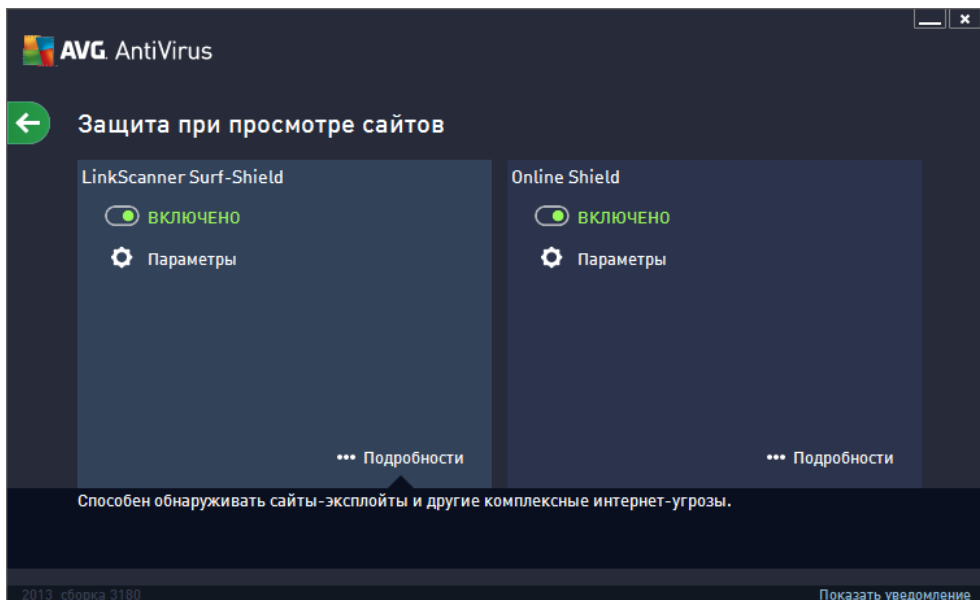 AVG. AntiVirus
Защита при просмотре сайтов
LinkScanner Surf-Shield
ВКЛЮЧЕНО
Параметры
••• Подробности
Online Shield
ВКЛЮЧЕНО
Параметры
••• Подробности
Способен обнаруживать сайты-эксплойты и другие комплексные интернет-угрозы.
2013 сборка 3180
Показать уведомление